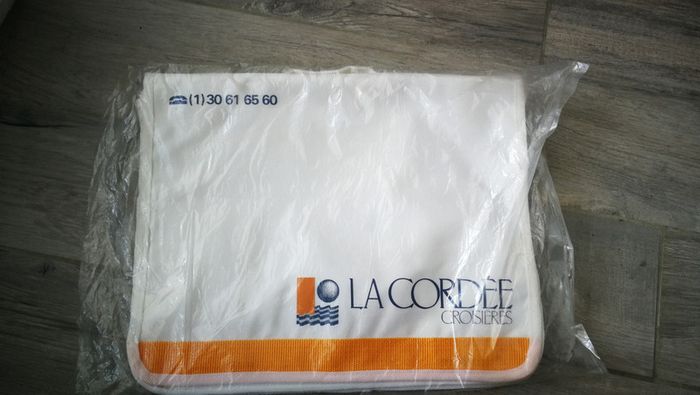 (1) 30 61 65 60
LA CORDÉE
CROISIÈRES